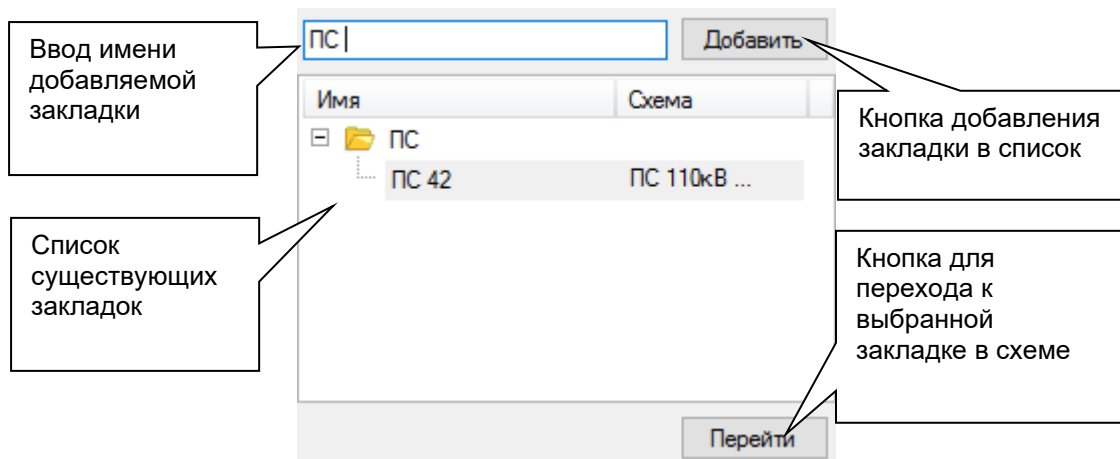 Ввод имени
добавляемой
закладки
ПС
Добавить
Кнопка добавления
закладки в список
Имя
Схема
ПС
ПС 42
ПС 110кВ ...
Список
существующих
закладок
Кнопка для
перехода к
выбранной
закладке в схеме
Перейти